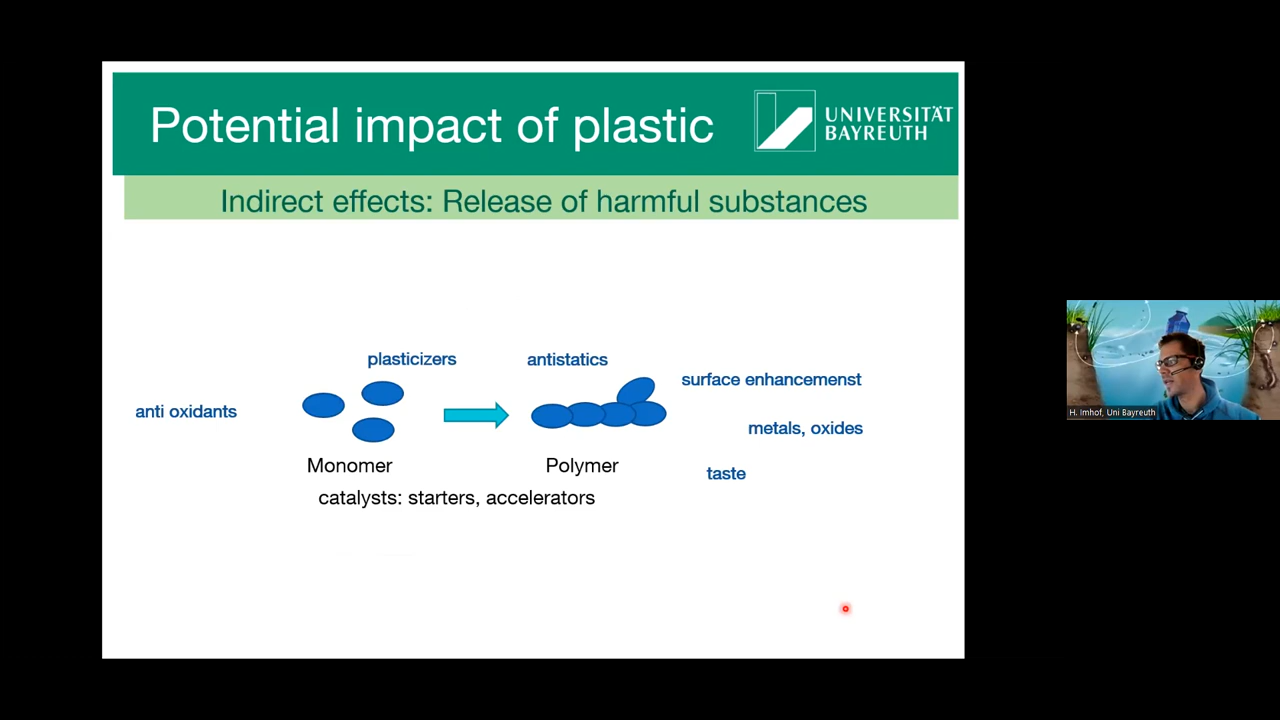 Potential impact of plastic
UNIVERSITÄT
BAYREUTH
Indirect effects: Release of harmful substances
plasticizers
antistatics
surface enhancemenst
anti oxidants
metals, oxides
Monomer
Polymer
taste
catalysts: starters, accelerators
H. Imhof, Uni Bayreuth